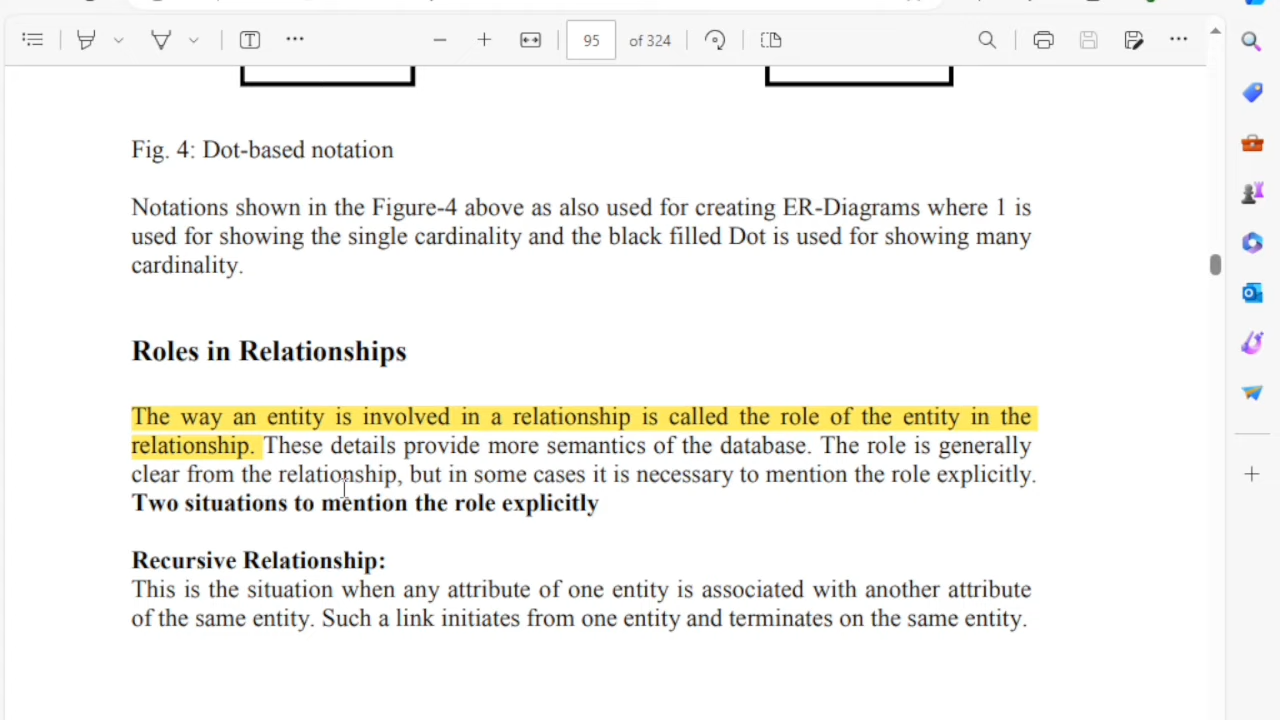 95 of 324
Fig. 4: Dot-based notation
Notations shown in the Figure-4 above as also used for creating ER-Diagrams where 1 is
used for showing the single cardinality and the black filled Dot is used for showing many
cardinality.
Roles in Relationships
The way an entity is involved in a relationship is called the role of the entity in the
relationship. These details provide more semantics of the database. The role is generally
clear from the relationship, but in some cases it is necessary to mention the role explicitly.
Two situations to mention the role explicitly
Recursive Relationship:
This is the situation when any attribute of one entity is associated with another attribute
of the same entity. Such a link initiates from one entity and terminates on the same entity.